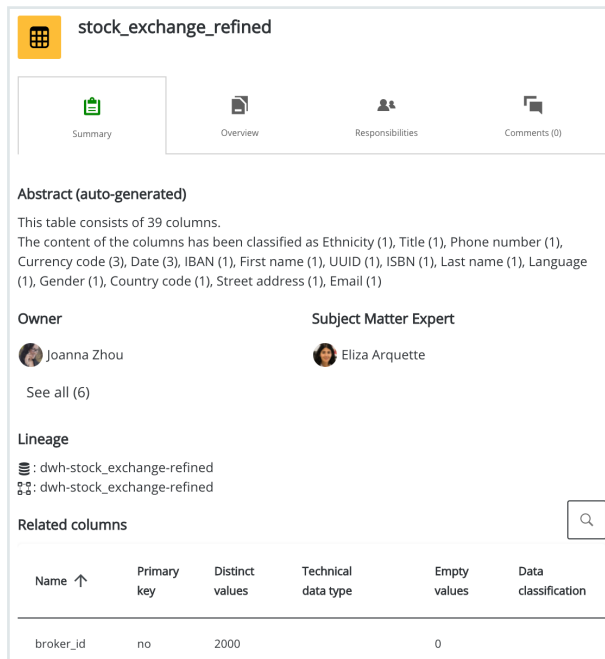 stock_exchange_refined
Summary
Overview
Responsibilities
Comments (0)
Abstract (auto-generated)
This table consists of 39 columns.
The content of the columns has been classified as Ethnicity (1), Title (1), Phone number (1),
Currency code (3), Date (3), IBAN (1), First name (1), UUID (1), ISBN (1), Last name (1), Language
(1), Gender (1), Country code (1), Street address (1), Email (1)
Owner
Subject Matter Expert
Joanna Zhou
Eliza Arquette
See all (6)
Lineage
: dwh-stock_exchange-refined
: dwh-stock_exchange-refined
Related columns
Name
Primary
key
Distinct
values
Technical
data type
Empty
values
Data
classification
broker_id no 2000 0